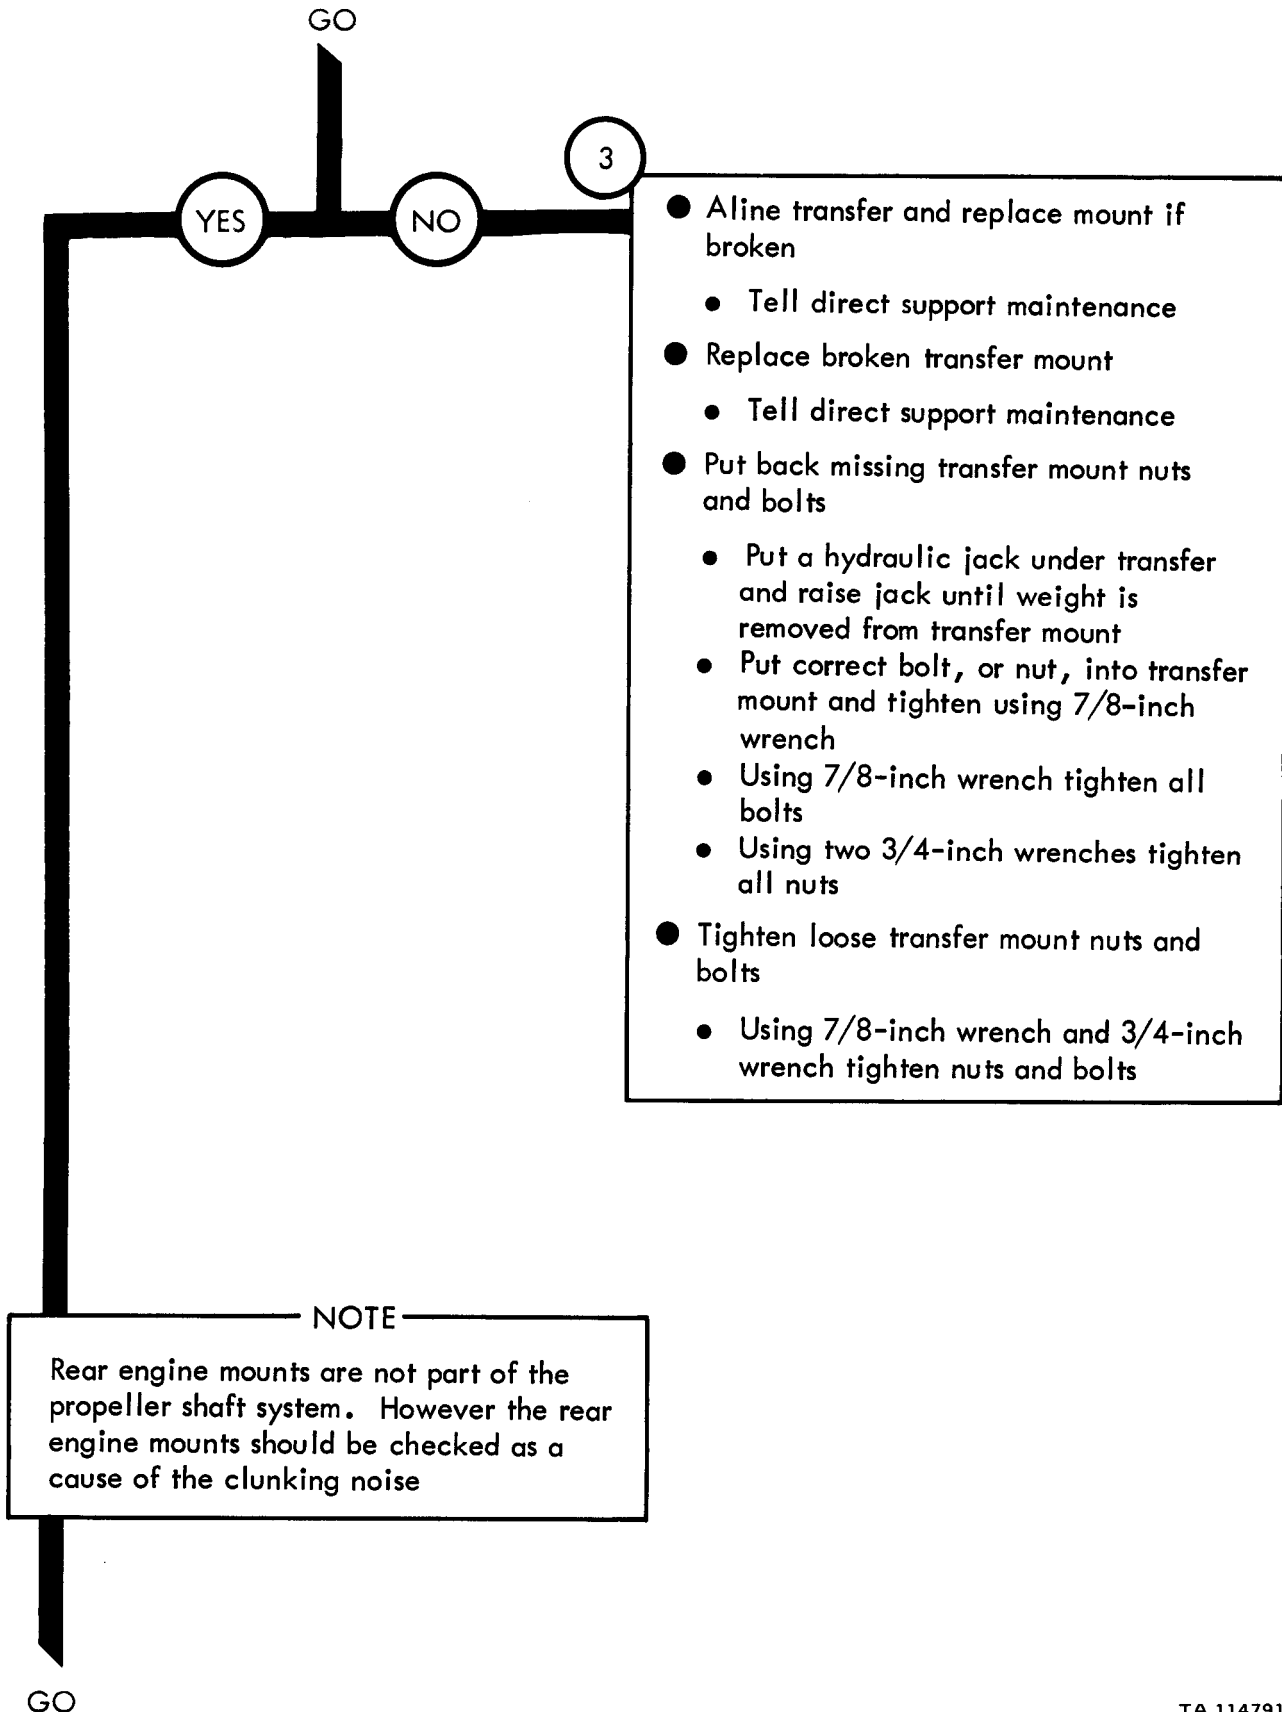 GO
YES
NO
3
● Aline transfer and replace mount if
broken
● Tell direct support maintenance
● Replace broken transfer mount
● Tell direct support maintenance
● Put back missing transfer mount nuts
and bolts
● Put a hydraulic jack under transfer
and raise jack until weight is
removed from transfer mount
● Put correct bolt, or nut, into transfer
mount and tighten using 7/8-inch
wrench
● Using 7/8-inch wrench tighten all
bolts
● Using two 3/4-inch wrenches tighten
all nuts
● Tighten loose transfer mount nuts and
bolts
● Using 7/8-inch wrench and 3/4-inch
wrench tighten nuts and bolts
NOTE
Rear engine mounts are not part of the
propeller shaft system. However the rear
engine mounts should be checked as a
cause of the clunking noise
GO
TA 114791